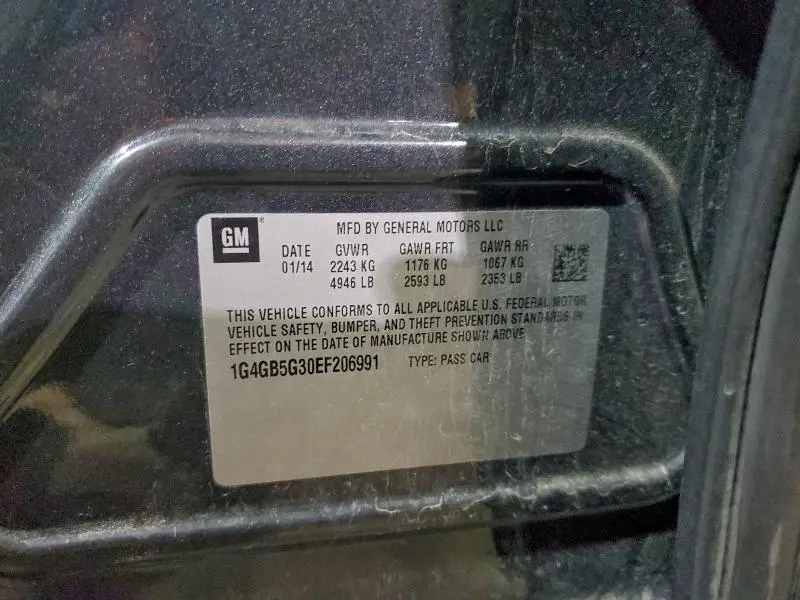 GM ® MFD BY GENERAL MOTORS LLC
DATE GVWR GAWR FRT GAWR RR
01/14 2243 KG 1176 KG 1067 KG
4946 LB 2593 LB 2353 LB
THIS VEHICLE CONFORMS TO ALL APPLICABLE U.S. FEDERAL MOTOR
VEHICLE SAFETY, BUMPER, AND THEFT PREVENTION STANDARDS IN
EFFECT ON THE DATE OF MANUFACTURE SHOWN ABOVE
1G4GB5G30EF206991 TYPE: PASS CAR